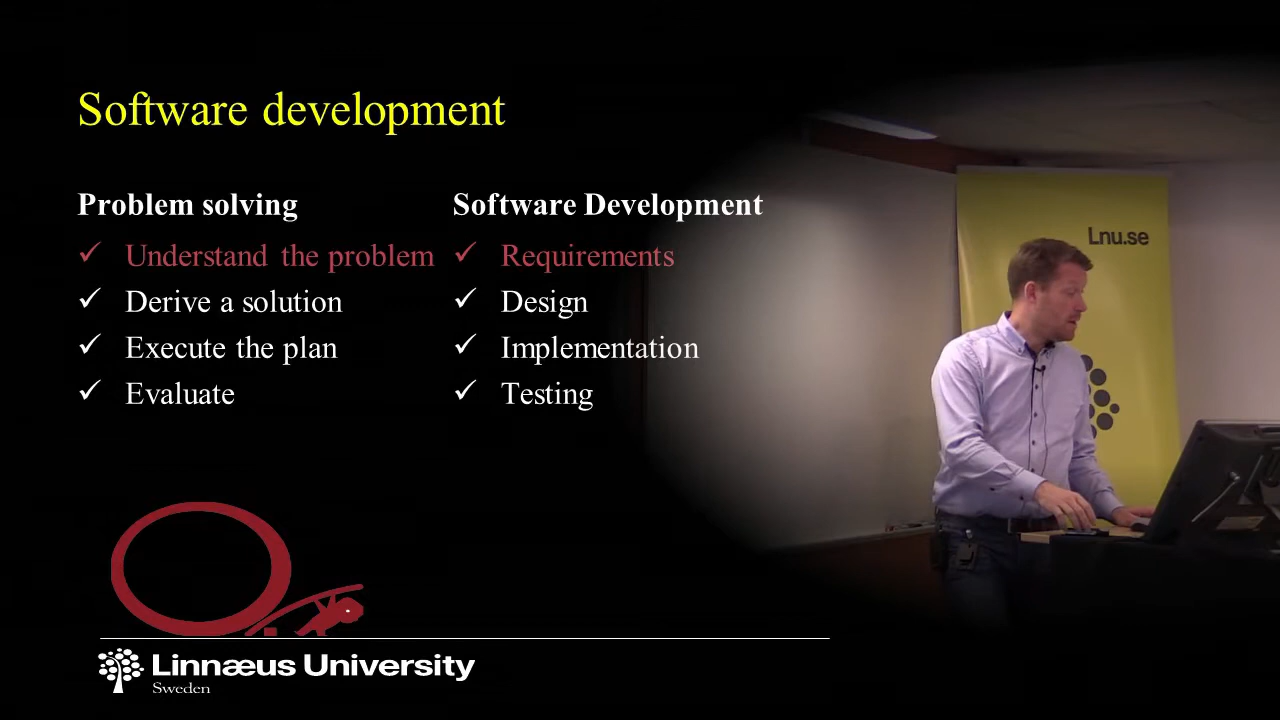 Software development
Problem solving
Understand the problem
Derive a solution
Execute the plan
Evaluate
Software Development
Requirements
Design
Implementation
Testing
Lnu.se
Linnæus University
Sweden